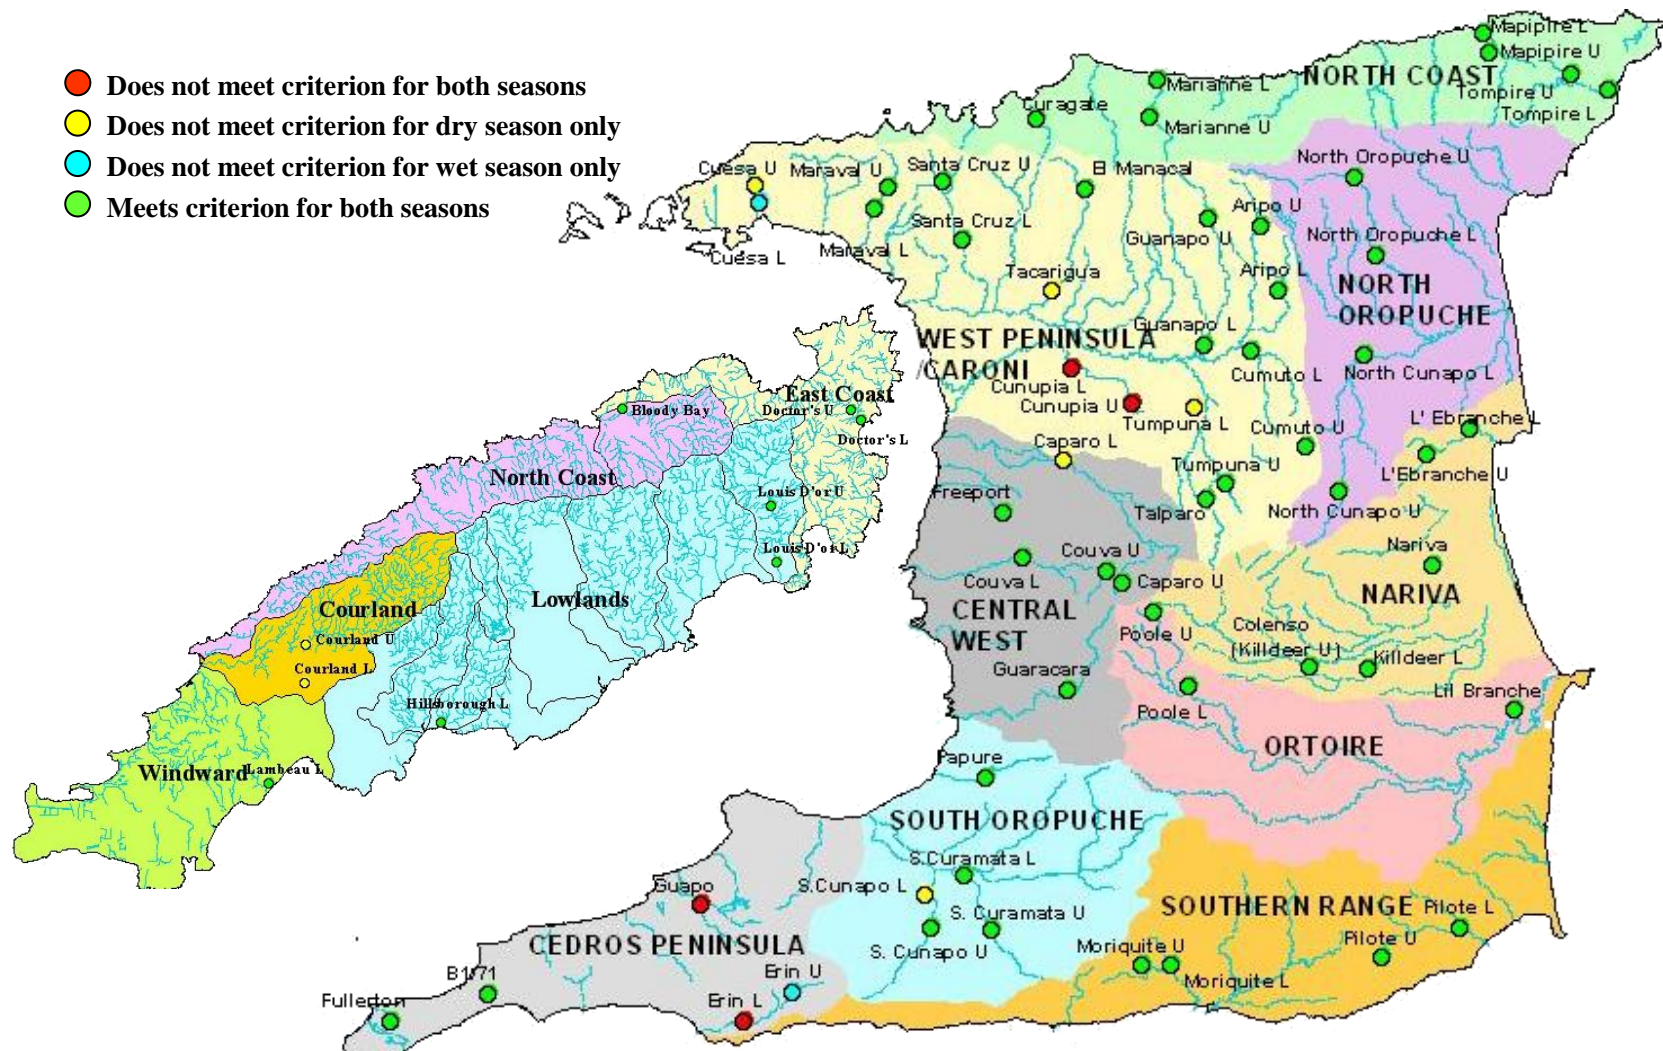 Does not meet criterion for both seasons
Does not meet criterion for dry season only
Does not meet criterion for wet season only
Meets criterion for both seasons
Mapipire L
Mapipire U
NORTH COAST
Tompire U
Tompire L
Marianne L
Curagate
Marianne U
North Oropuche U
Cuesa U
Maraval U
Santa Cruz U
El Manacal
Aripo U
Santa Cruz L
Guanapo U
North Oropuche L
Cuesa L
Maraval L
Tacarigua
Aripo L
NORTH
OROPUCHE
Guanapo L
WEST PENINSULA
/CARONI
Cunupia L
Cumuto L
North Cunapo L
Cunupia U
Tumpuna L
Cumuto U
L' Ebranche L
Caparo L
Tumpuna U
L'Ebranche U
Freeport
Talparo
North Cunapo U
Couva U
Nariva
Couva L
Caparo U
NARIVA
CENTRAL
WEST
Poole U
Colenso
(Killdeer U)
Killdeer L
Guaracara
Poole L
Lil Branche
ORTOIRE
Papure
SOUTH OROPUCHE
S.Curamata L
S.Cunapo L
Guapo
S. Curamata U
SOUTHERN RANGE
Pilote L
S. Cunapo U
Moriquite U
Pilote U
CEDROS PENINSULA
Moriquite L
B1/71
Erin U
Fullerton
Erin L
East Coast
Bloody Bay
Doctor's U
Doctor's L
North Coast
Louis D'or U
Louis D'or L
Lowlands
Courland
Courland U
Courland L
Hillsborough L
Windward
Lambeau L